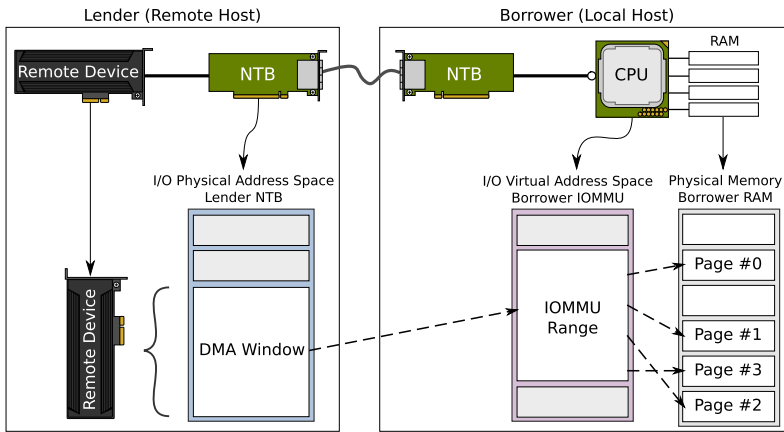 Lender (Remote Host)
Borrower (Local Host)
Remote Device
NTB
NTB
CPU
RAM
I/O Physical Address Space
Lender NTB
I/O Virtual Address Space
Borrower IOMMU
Physical Memory
Borrower RAM
Remote Device
DMA Window
IOMMU
Range
Page #0
Page #1
Page #3
Page #2